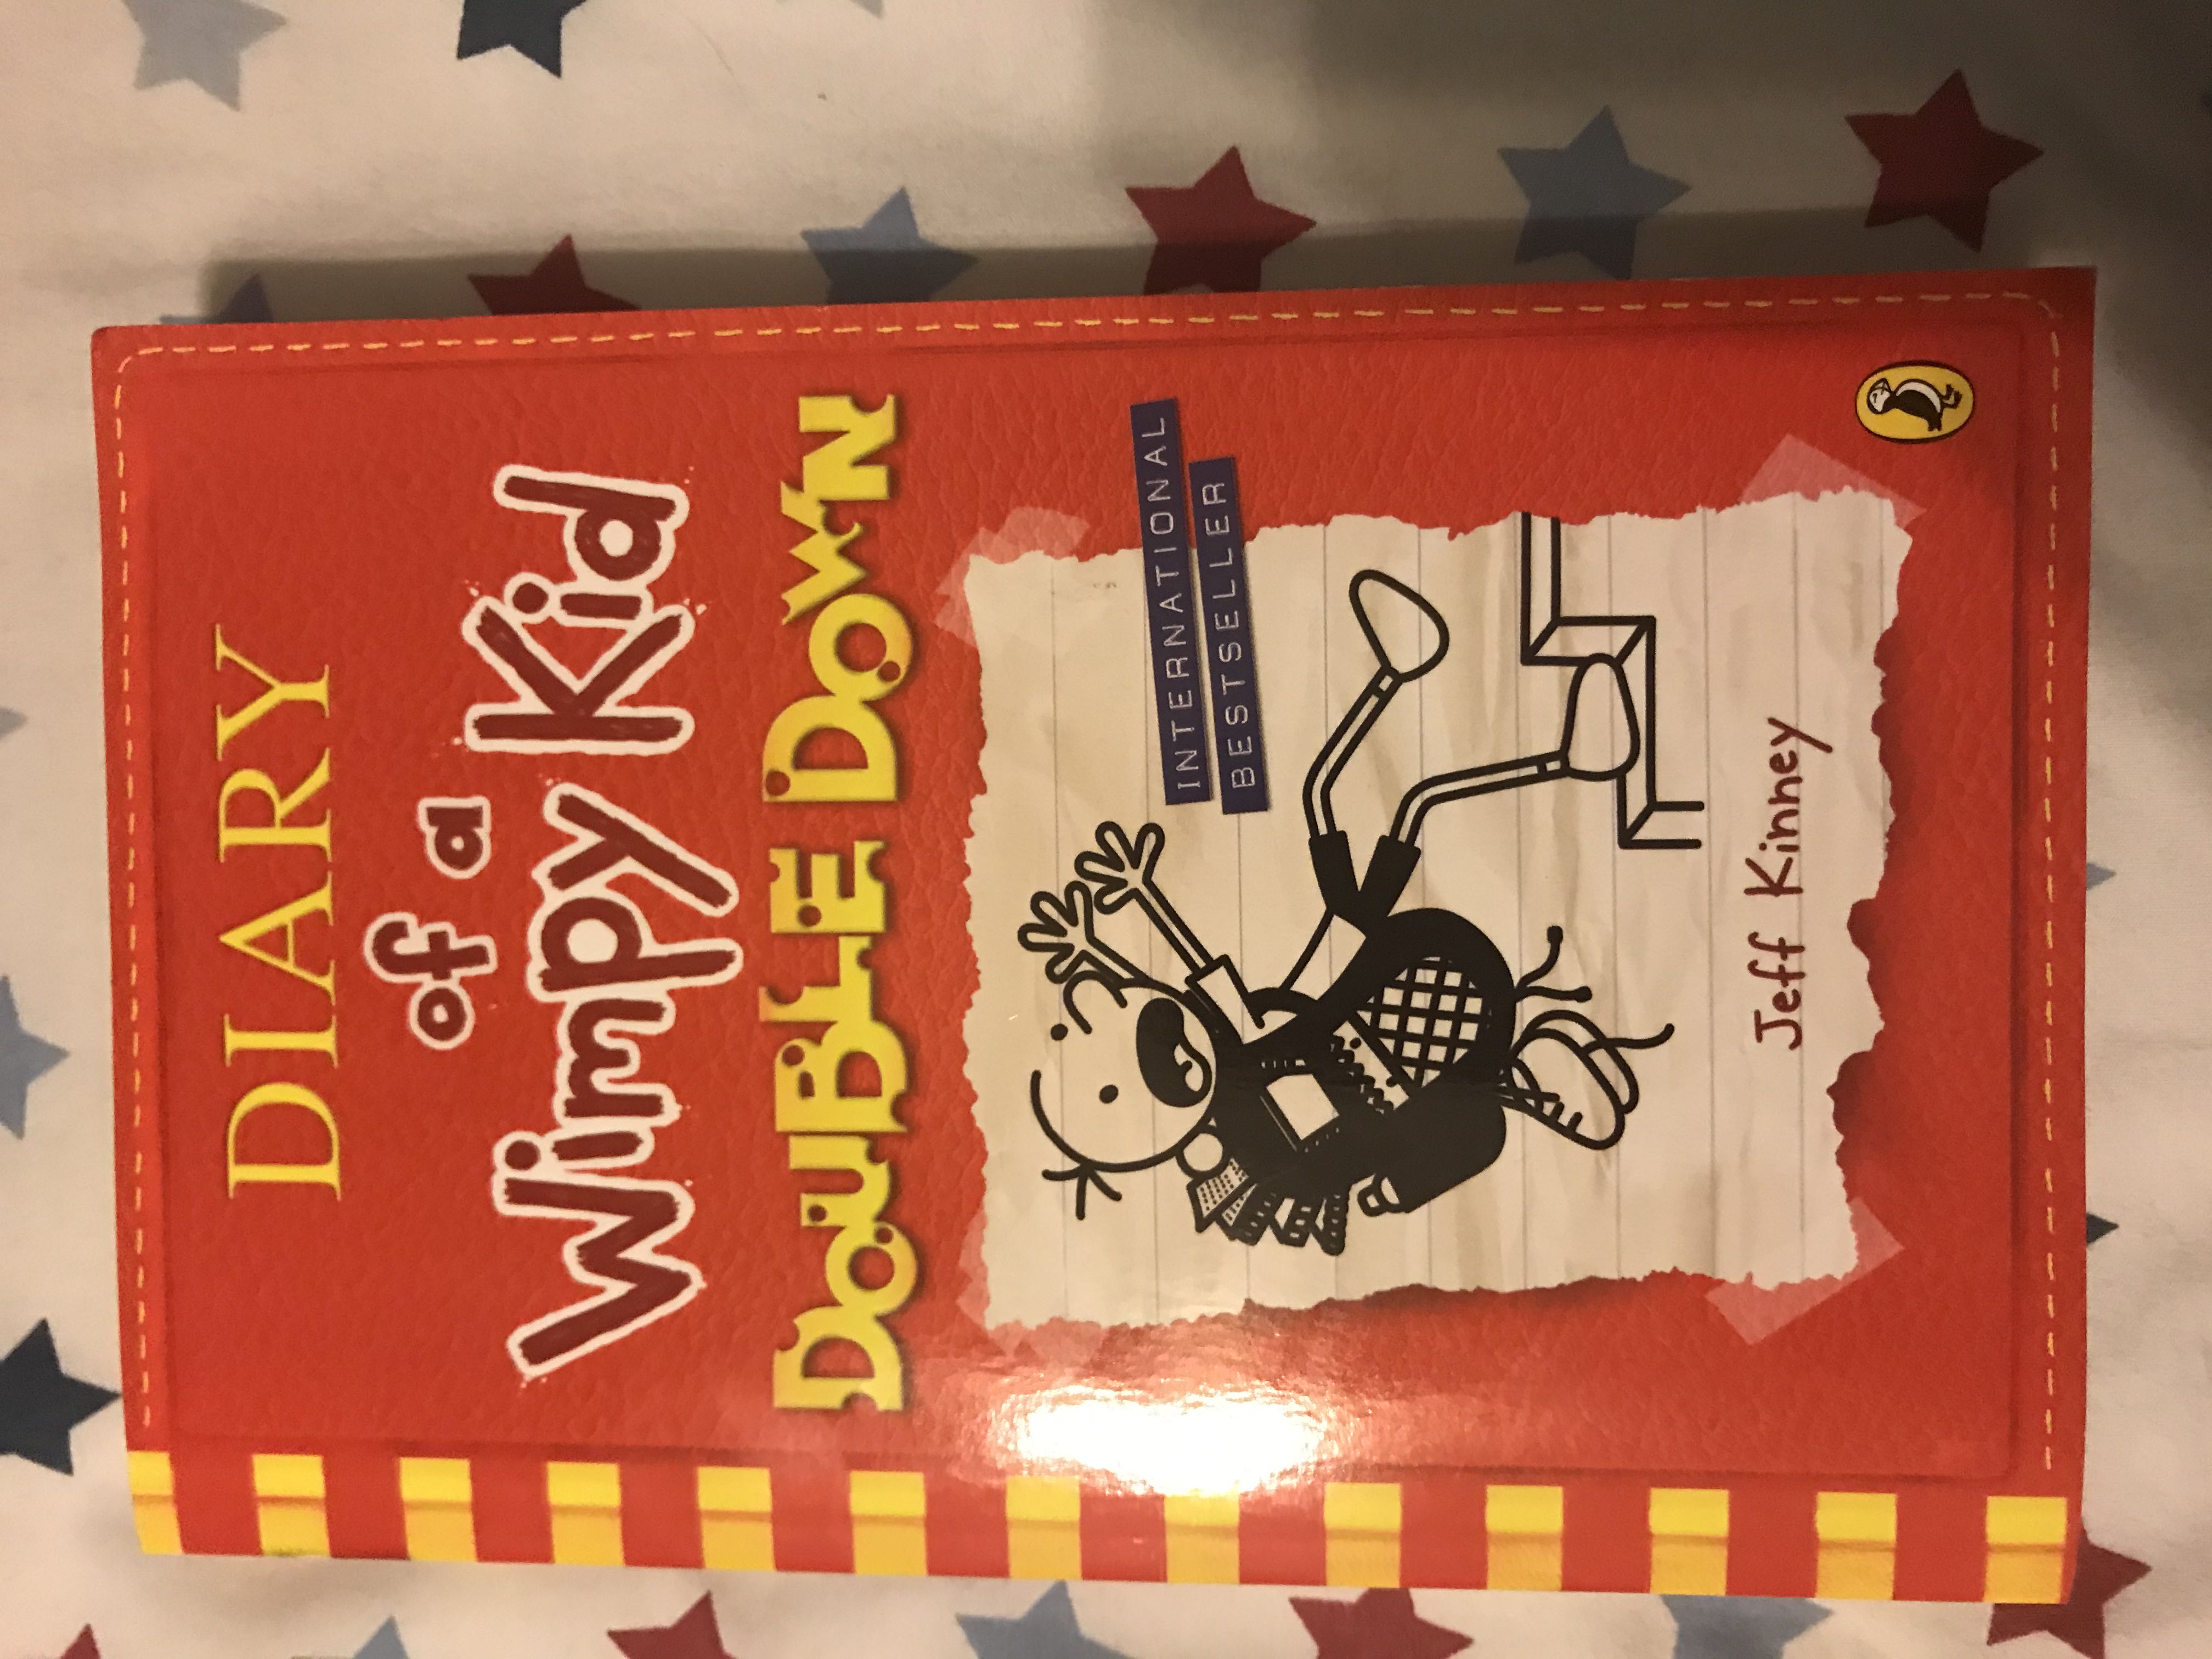 DIARY
of a
Wimpy Kid
DOUBLE DOWN
INTERNATIONAL
BESTSELLER
Jeff Kinney